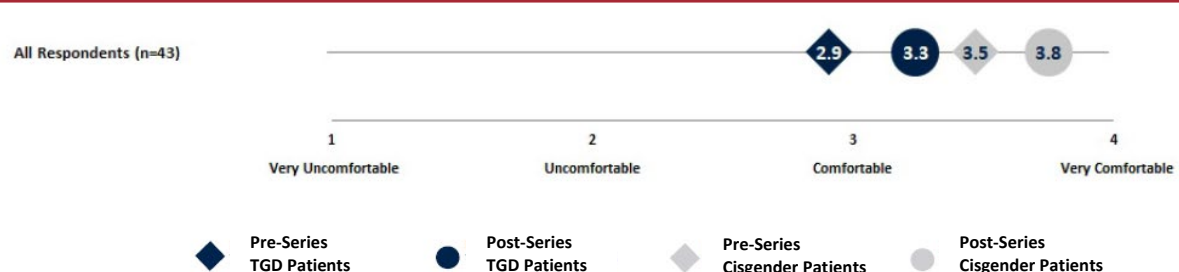 All Respondents (n=43)
2.9 3.3 3.5 3.8
1 2 3 4
Very Uncomfortable Uncomfortable Comfortable Very Comfortable
Pre-Series Post-Series Pre-Series Post-Series
TGD Patients TGD Patients Cisgender Patients Cisgender Patients